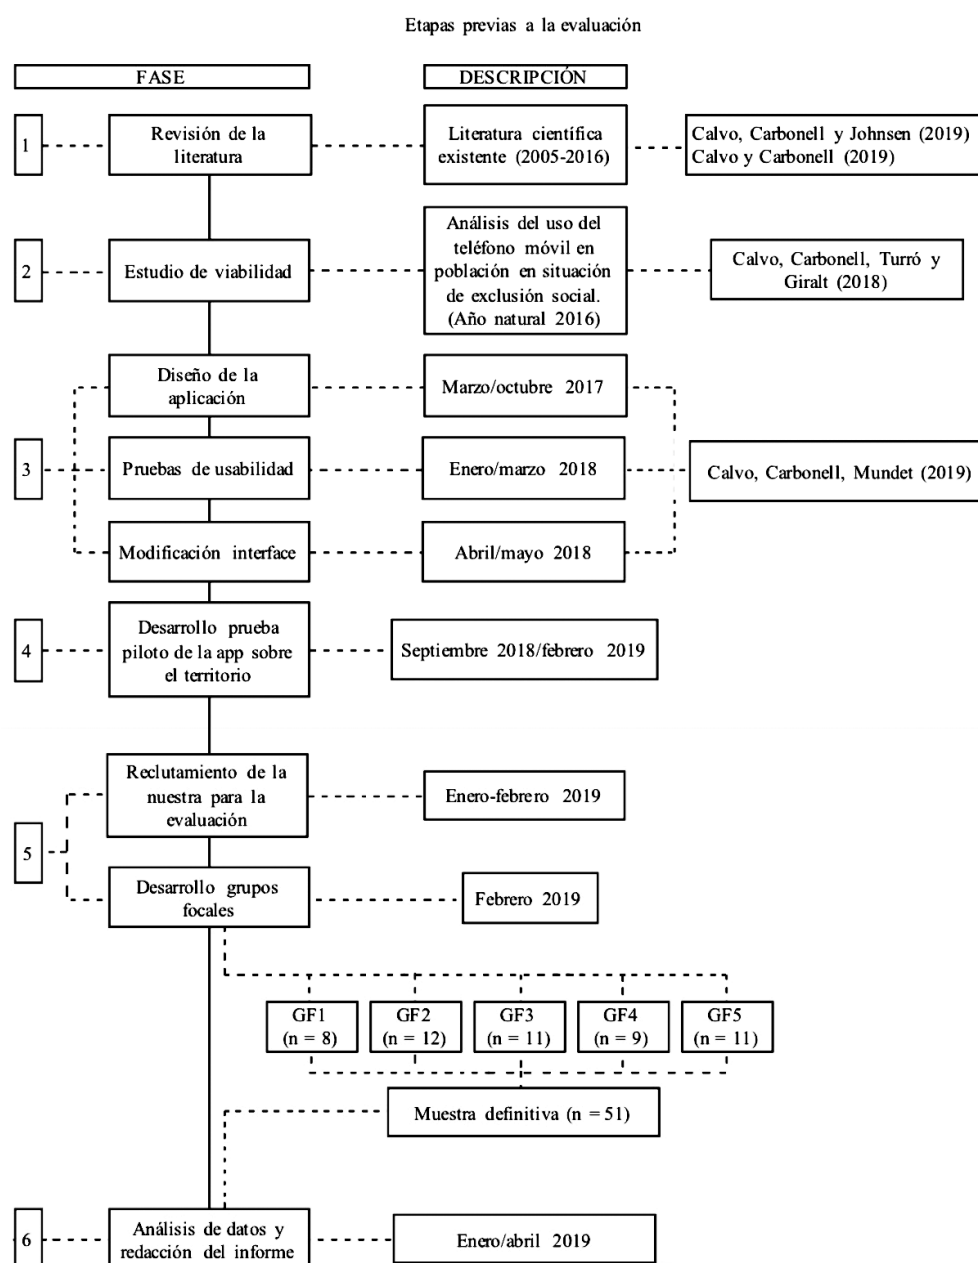 Etapas previas a la evaluación
FASE
DESCRIPCIÓN
1
Revisión de la
literatura
Literatura científica
existente (2005-2016)
Calvo, Carbonell y Johnsen (2019)
Calvo y Carbonell (2019)
2
Estudio de viabilidad
Análisis del uso del
teléfono móvil en
población en situación
de exclusión social.
(Año natural 2016)
Calvo, Carbonell, Turró y
Giralt (2018)
3
Diseño de la
aplicación
Marzo/octubre 2017
Pruebas de usabilidad
Enero/marzo 2018
Calvo, Carbonell, Mundet (2019)
Modificación interface
Abril/mayo 2018
4
Desarrollo prueba
piloto de la app sobre
el territorio
Septiembre 2018/febrero 2019
5
Reclutamiento de la
nuestra para la
evaluación
Enero-febrero 2019
Desarrollo grupos
focales
Febrero 2019
GF1
(n = 8)
GF2
(n = 12)
GF3
(n = 11)
GF4
(n = 9)
GF5
(n = 11)
Muestra definitiva (n = 51)
6
Análisis de datos y
redacción del informe
Enero/abril 2019